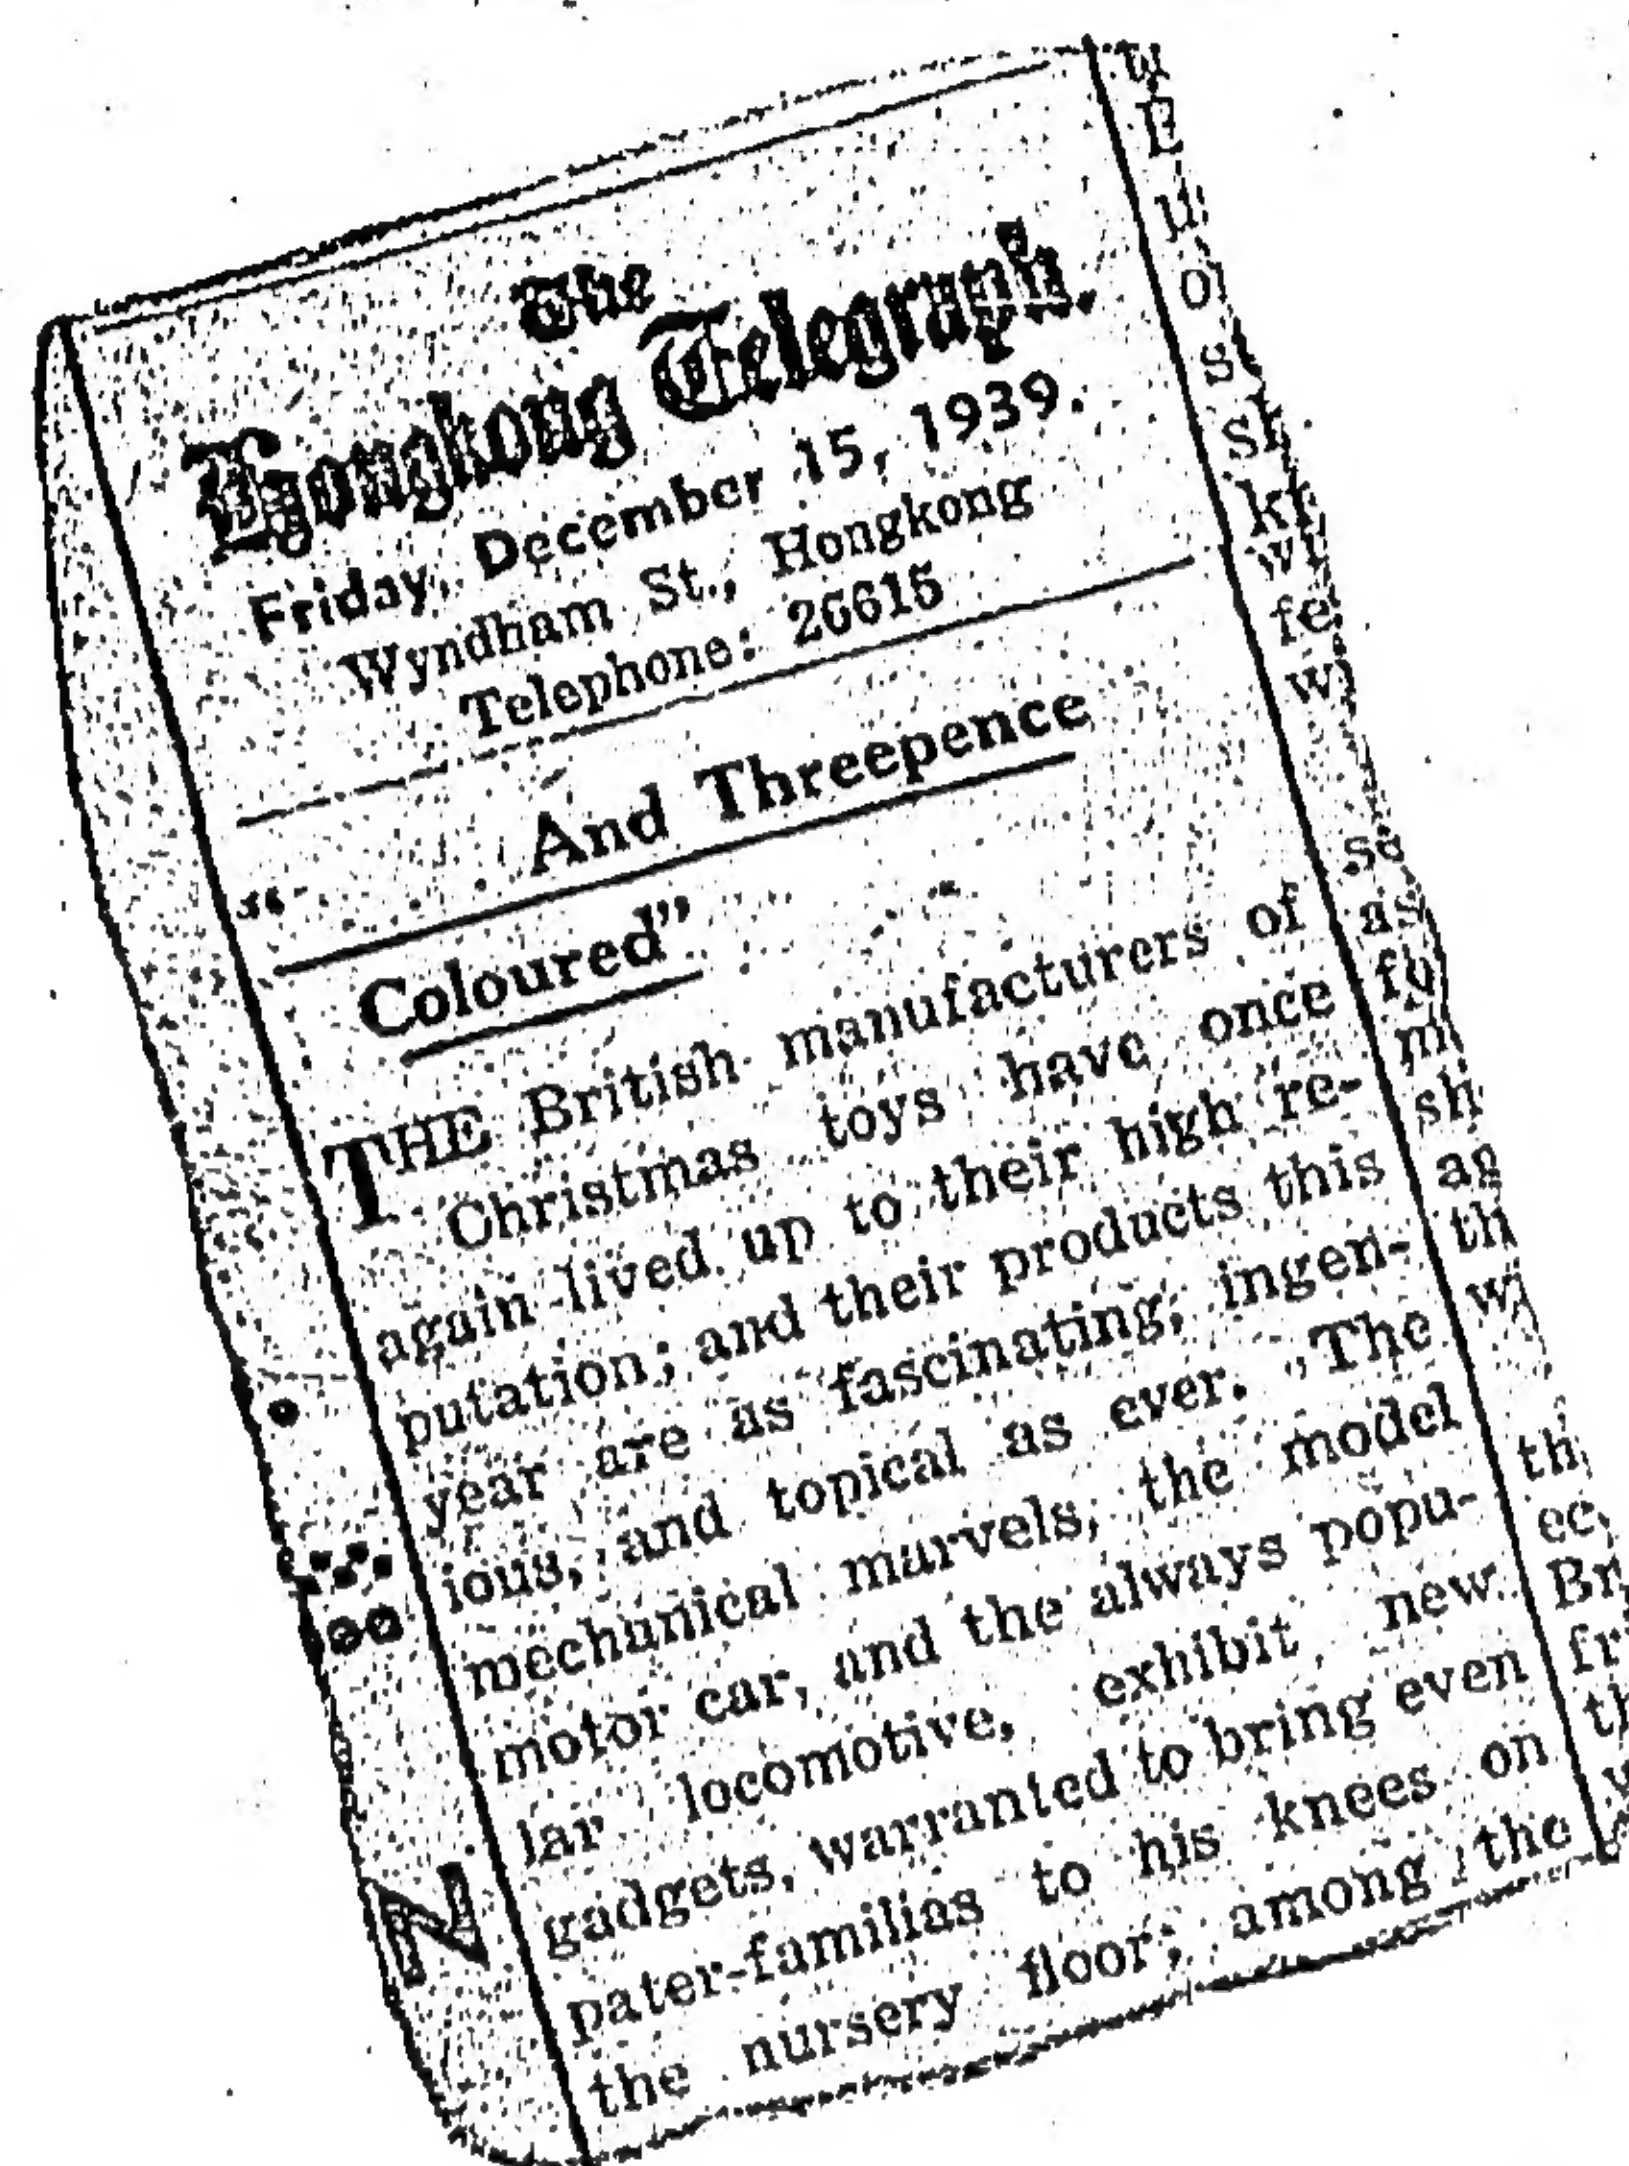 The
Hongkong Telegraph.
Friday, December 15, 1939.
Wyndham St., Hongkong
Telephone: 26615
"And Threepence
Coloured"
THE British manufacturers of
Christmas toys have once
again lived up to their high re-
putation; and their products this
year are as fascinating, ingen-
ious, and topical as ever. The
mechanical marvels, the model
motor car, and the always popu-
lar locomotive, exhibit new
gadgets, warranted to bring even
pater-familias to his knees on
the nursery floor; among the